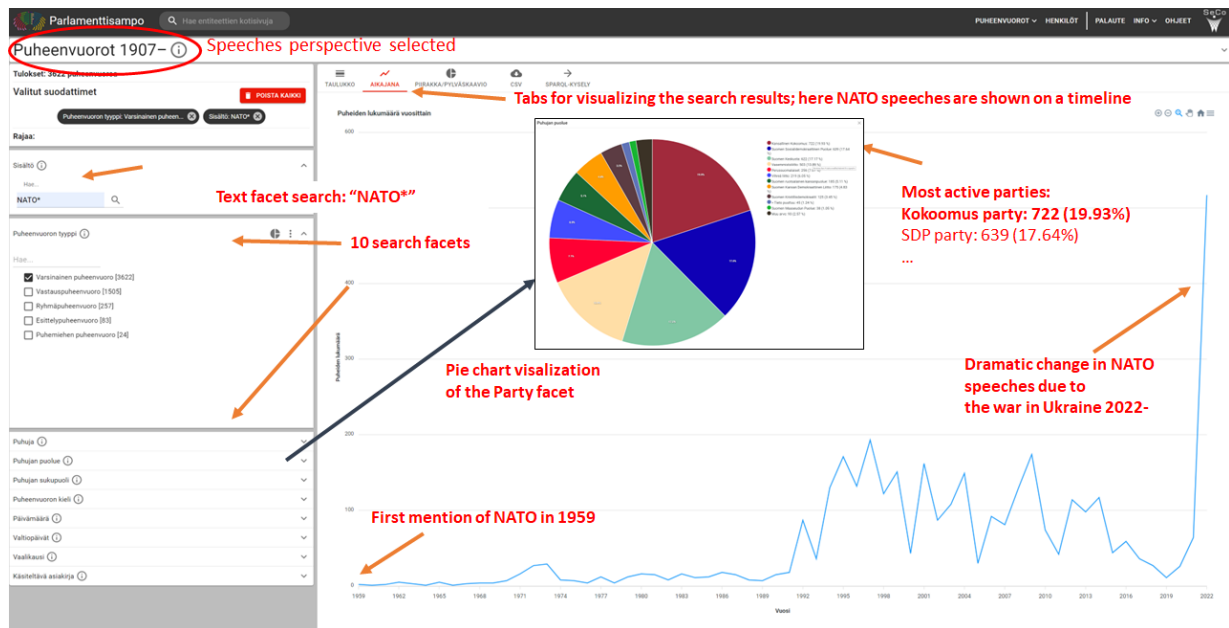 Parlamenttisampo
Hae entiteettien kotisivuja
PUHEENVUOROT
HENKILÖT
PALAUTE
INFO
OHJEET
SeCo
Puheenvuorot 1907–
Speeches perspective selected
Tulokset: 3622 puheenvuoroa
Valitut suodattimet
POISTA KAIKKI
Puheenvuoron tyyppi: Varsinainen puheen...
Sisältö: NATO*
Rajaa:
Sisältö
Hae...
NATO*
Text facet search: “NATO*”
Puheenvuoron tyyppi
10 search facets
Hae...
Varsinainen puheenvuoro [3622]
Vastauspuheenvuoro [1505]
Ryhmäpuheenvuoro [257]
Esittelypuheenvuoro [83]
Puhemiehen puheenvuoro [24]
Puhuja
Puhujan puolue
Puhujan sukupuoli
Puheenvuoron kieli
Päivämäärä
Valtiopäivät
Vaalikausi
Käsiteltävä asiakirja
TAULUKKO
AIKAJANA
PIIRAKKA/PYLVÄSKAAVIO
CSV
SPARQL-KYSELY
Tabs for visualizing the search results; here NATO speeches are shown on a timeline
Puheiden lukumäärä vuosittain
Puhujan puolue
Most active parties:
Kokoomus party: 722 (19.93%)
SDP party: 639 (17.64%)
...
Pie chart visalization
of the Party facet
Dramatic change in NATO
speeches due to
the war in Ukraine 2022-
First mention of NATO in 1959
600
400
300
200
100
0
Puheiden lukumäärä
1959 1962 1965 1968 1971 1974 1977 1980 1983 1986 1989 1992 1995 1998 2001 2004 2007 2010 2013 2016 2019 2022
Vuosi